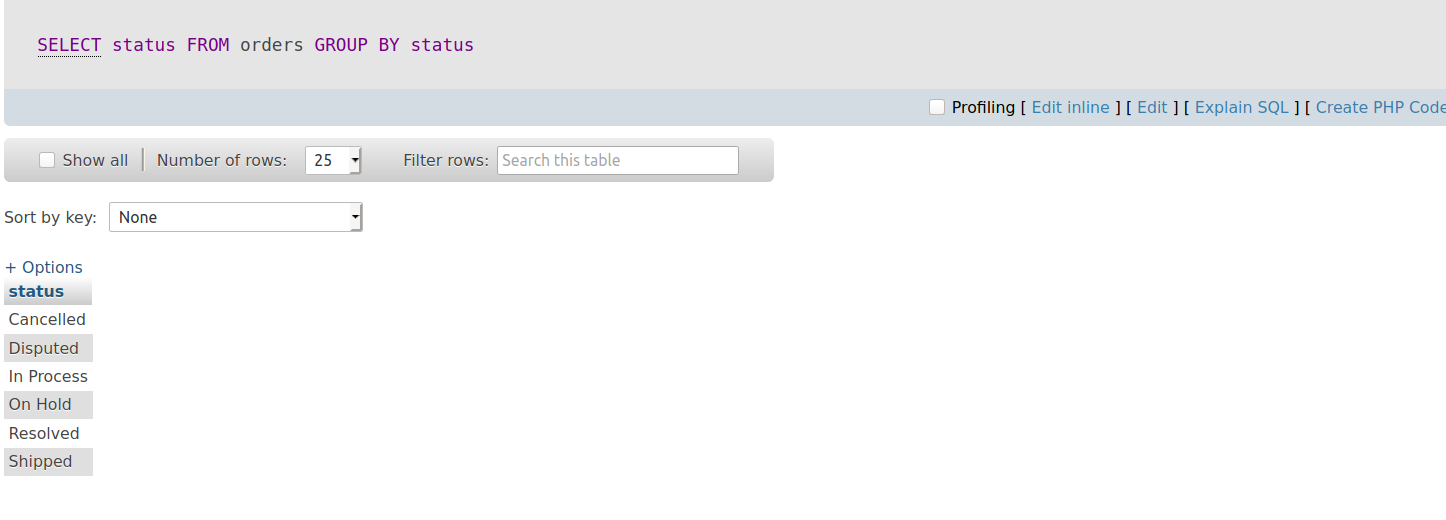 SELECT status FROM orders GROUP BY status
Profiling [ Edit inline ] [ Edit ] [ Explain SQL ] [ Create PHP Code
Show all Number of rows: 25 Filter rows: Search this table
Sort by key: None
+ Options
status
Cancelled
Disputed
In Process
On Hold
Resolved
Shipped